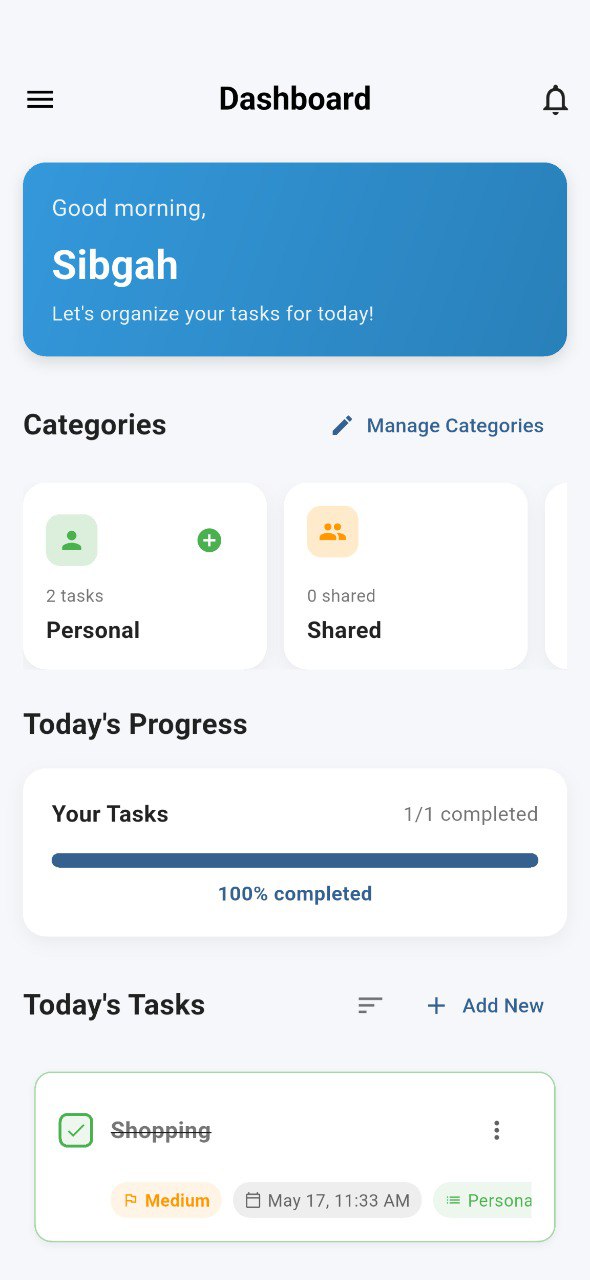 Dashboard
Good morning,
Sibgah
Let's organize your tasks for today!
Categories
Manage Categories
2 tasks
Personal
0 shared
Shared
Today's Progress
Your Tasks
1/1 completed
100% completed
Today's Tasks
Add New
Shopping
Medium
May 17, 11:33 AM
Persona